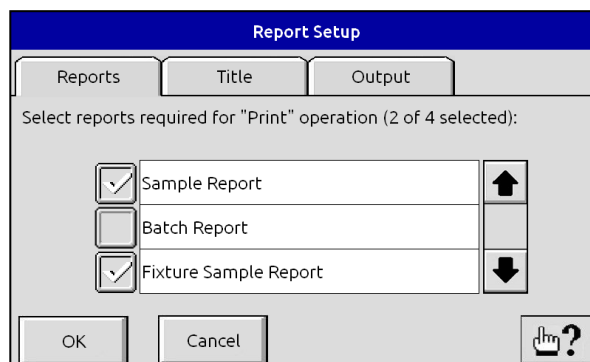 Report Setup
Reports Title Output
Select reports required for "Print" operation (2 of 4 selected):
Sample Report
Batch Report
Fixture Sample Report
OK Cancel ?